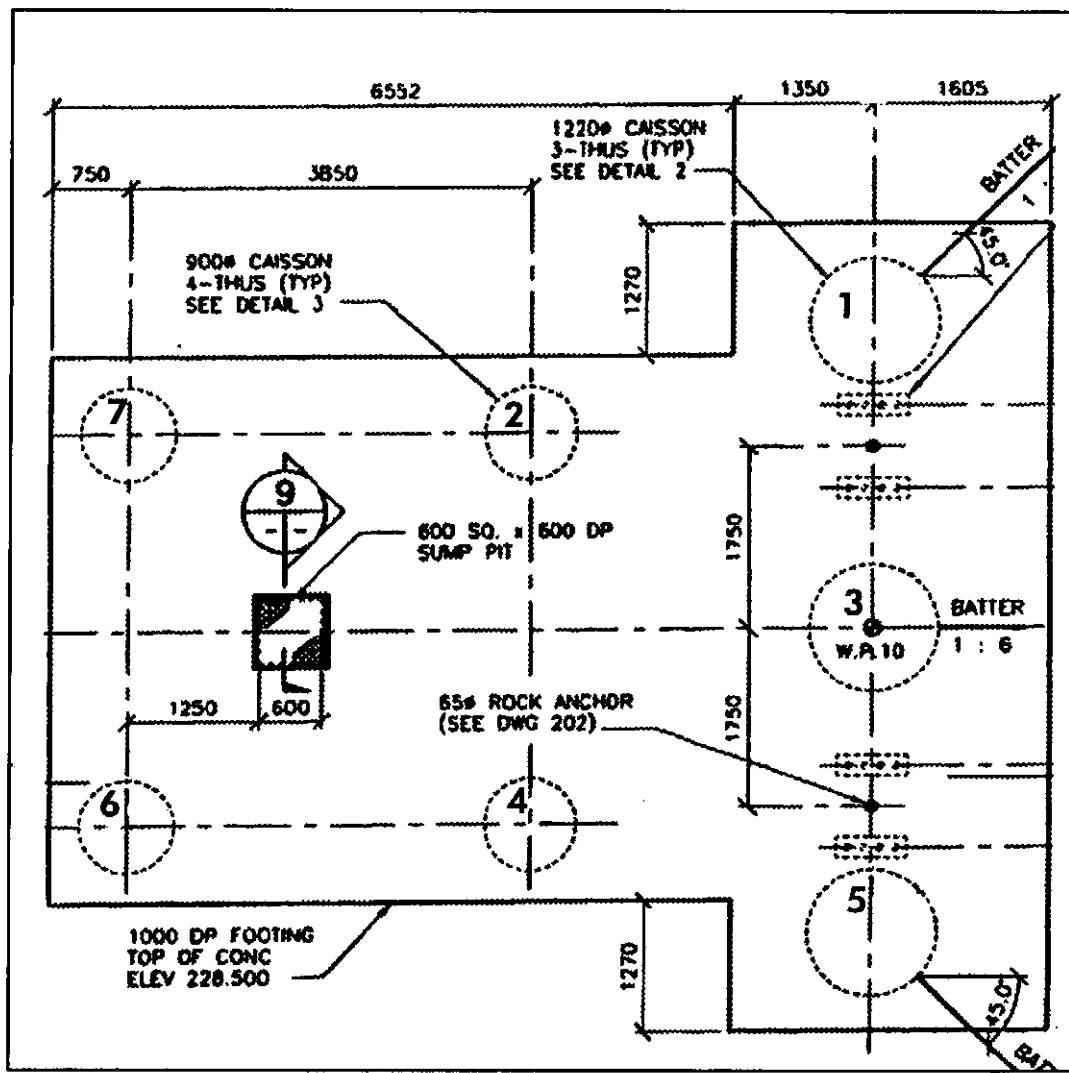 6552
1350
1605
1220ø CAISSON
3-THUS (TYP)
SEE DETAIL 2
BATTER
1
45.0°
750
3850
900ø CAISSON
4-THUS (TYP)
SEE DETAIL 3
1270
1
7
2
9
600 SQ. x 600 DP
SUMP PIT
1750
3
W.P. 10
BATTER
1 : 6
1250
600
65ø ROCK ANCHOR
(SEE DWG 202)
1750
6
4
5
1000 DP FOOTING
TOP OF CONC
ELEV 228.500
1270
45.0°
BAT